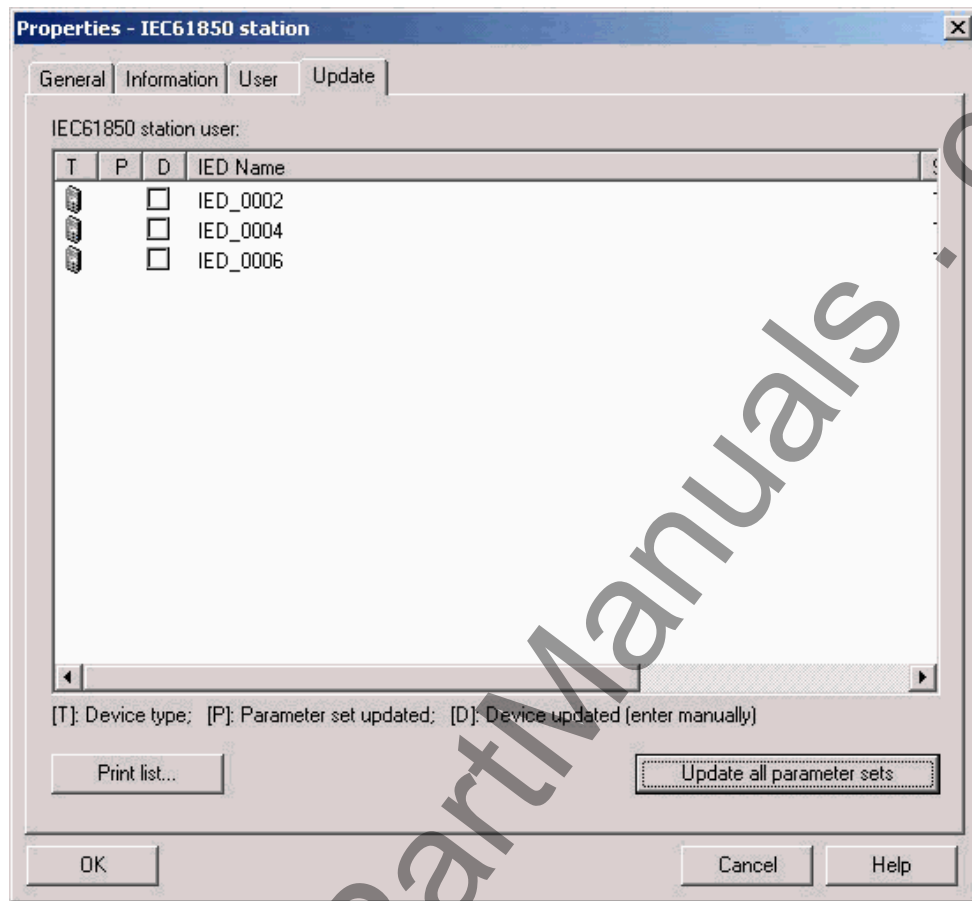 Properties - IEC61850 station
General Information User Update
IEC61850 station user:
T P D IED Name
IED_0002
IED_0004
IED_0006
[T]: Device type; [P]: Parameter set updated; [D]: Device updated (enter manually)
Print list... Update all parameter sets
OK Cancel Help
PartManuals